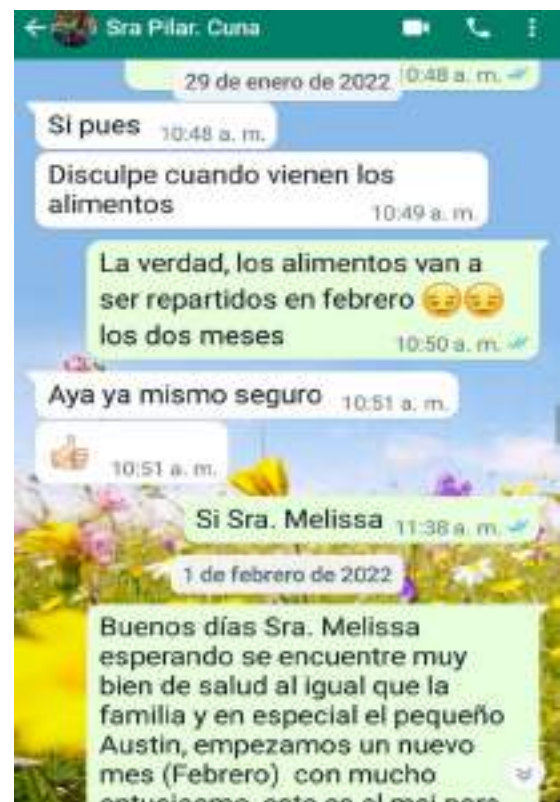 Sra Pilar. Cuna
29 de enero de 2022
10:48 a. m.
Si pues 10:48 a. m.
Disculpe cuando vienen los
alimentos 10:49 a. m.
La verdad, los alimentos van a
ser repartidos en febrero 😔😔
los dos meses 10:50 a. m.
Aya ya mismo seguro 10:51 a. m.
👍🏻 10:51 a. m.
Si Sra. Melissa 11:38 a. m.
1 de febrero de 2022
Buenos días Sra. Melissa
esperando se encuentre muy
bien de salud al igual que la
familia y en especial el pequeño
Austin, empezamos un nuevo
mes (Febrero) con mucho